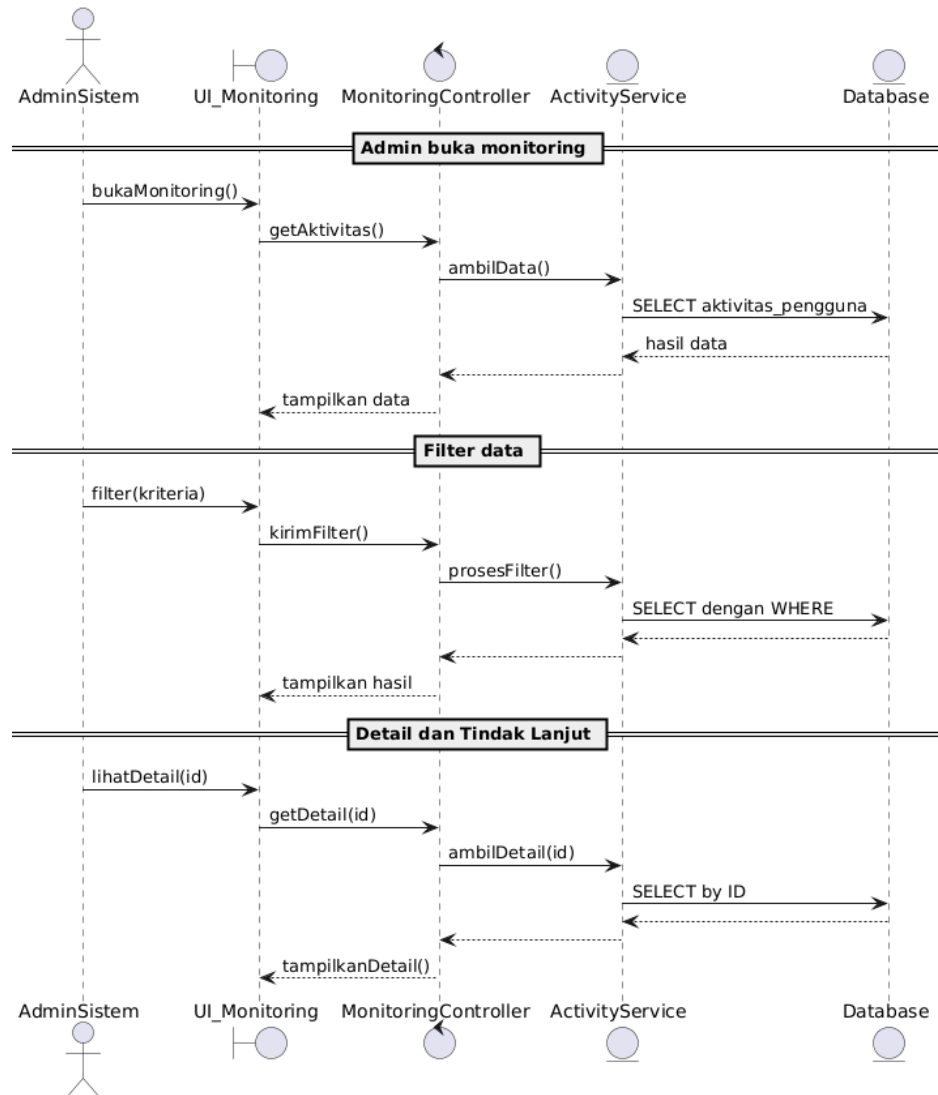 AdminSistem UI_Monitoring MonitoringController ActivityService Database
Admin buka monitoring
bukaMonitoring()
getAktivitas()
ambilData()
SELECT aktivitas_pengguna
hasil data
tampilkan data
Filter data
filter(kriteria)
kirimFilter()
prosesFilter()
SELECT dengan WHERE
tampilkan hasil
Detail dan Tindak Lanjut
lihatDetail(id)
getDetail(id)
ambilDetail(id)
SELECT by ID
tampilkanDetail()
AdminSistem UI_Monitoring MonitoringController ActivityService Database